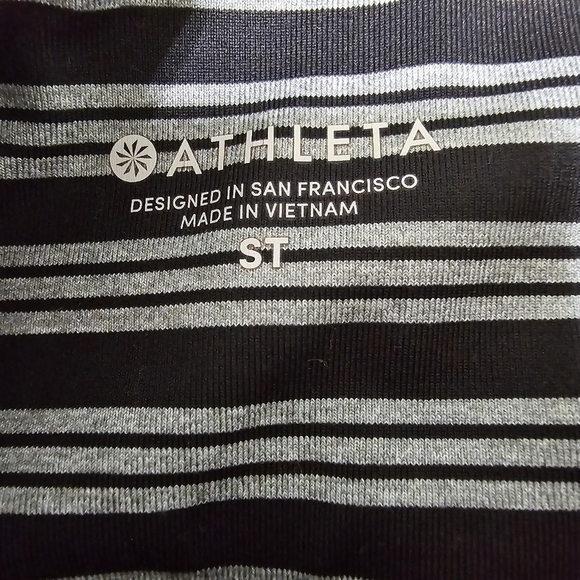 ATHLETA
DESIGNED IN SAN FRANCISCO
MADE IN VIETNAM
ST